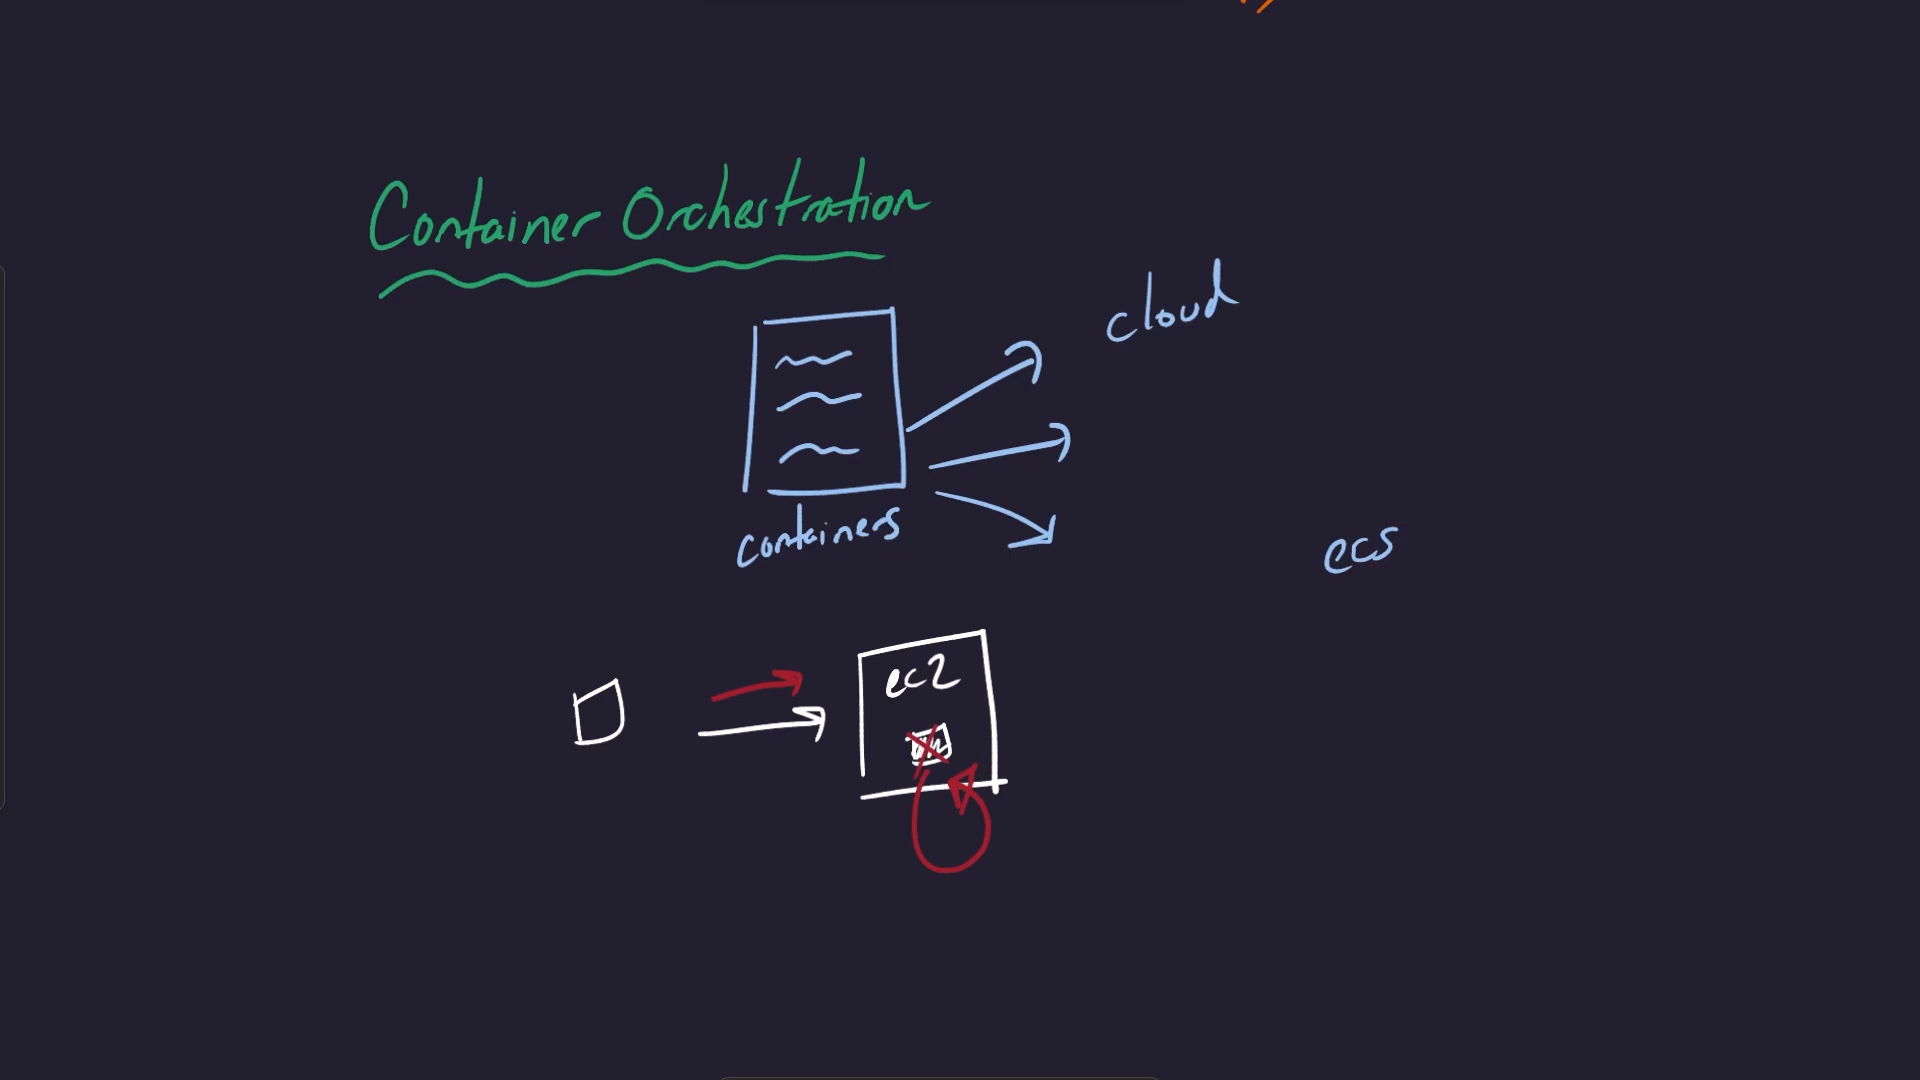 Container Orchestration
cloud
containers
ecs
ec2